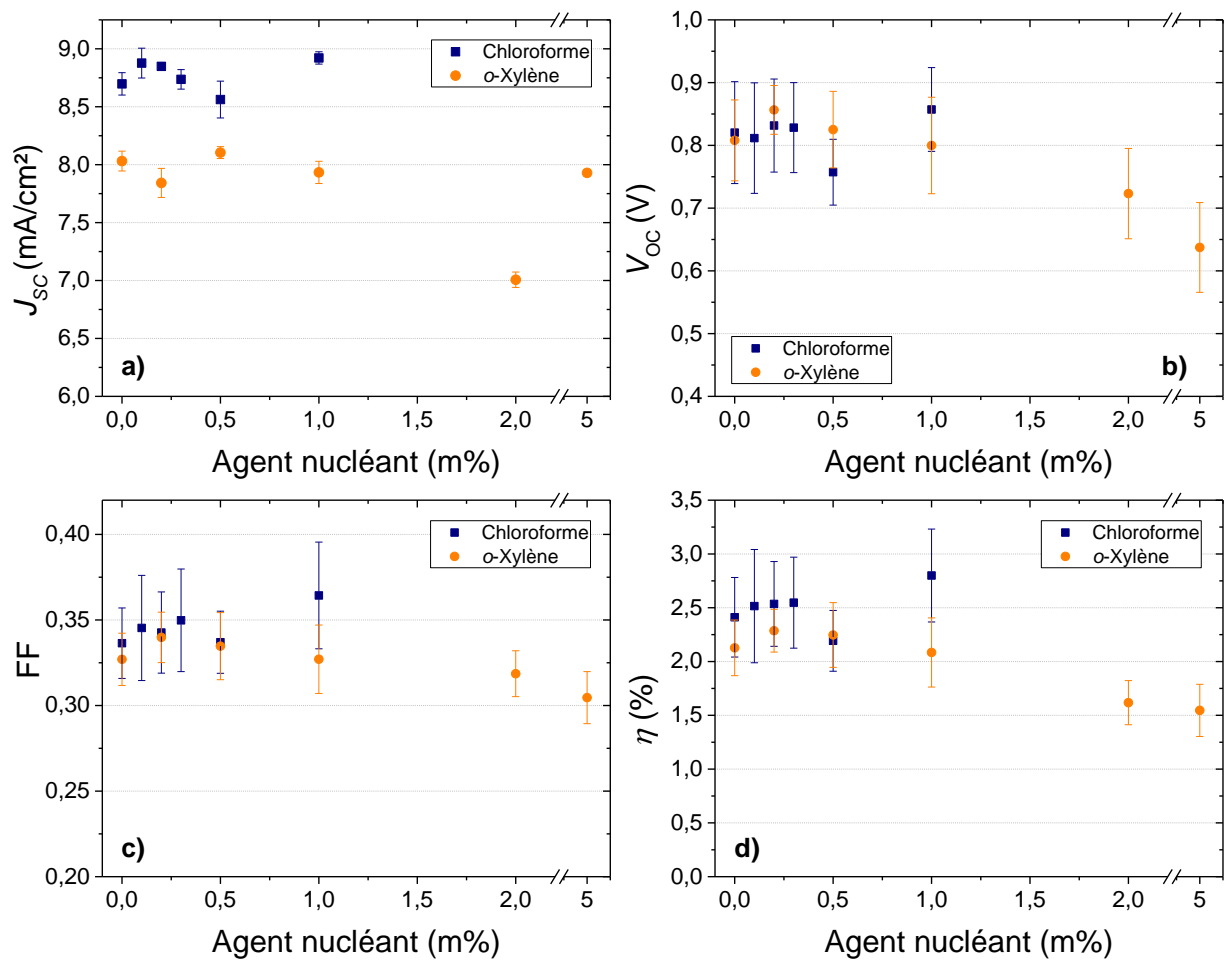 9,0
8,5
8,0
7,5
7,0
6,5
6,0
J_SC (mA/cm²)
Chloroforme
o-Xylène
a)
0,0 0,5 1,0 1,5 2,0 5
Agent nucléant (m%)
1,0
0,9
0,8
0,7
0,6
0,5
0,4
V_OC (V)
Chloroforme
o-Xylène
b)
0,0 0,5 1,0 1,5 2,0 5
Agent nucléant (m%)
0,40
0,35
0,30
0,25
0,20
FF
Chloroforme
o-Xylène
c)
0,0 0,5 1,0 1,5 2,0 5
Agent nucléant (m%)
3,5
3,0
2,5
2,0
1,5
1,0
0,5
0,0
η (%)
Chloroforme
o-Xylène
d)
0,0 0,5 1,0 1,5 2,0 5
Agent nucléant (m%)